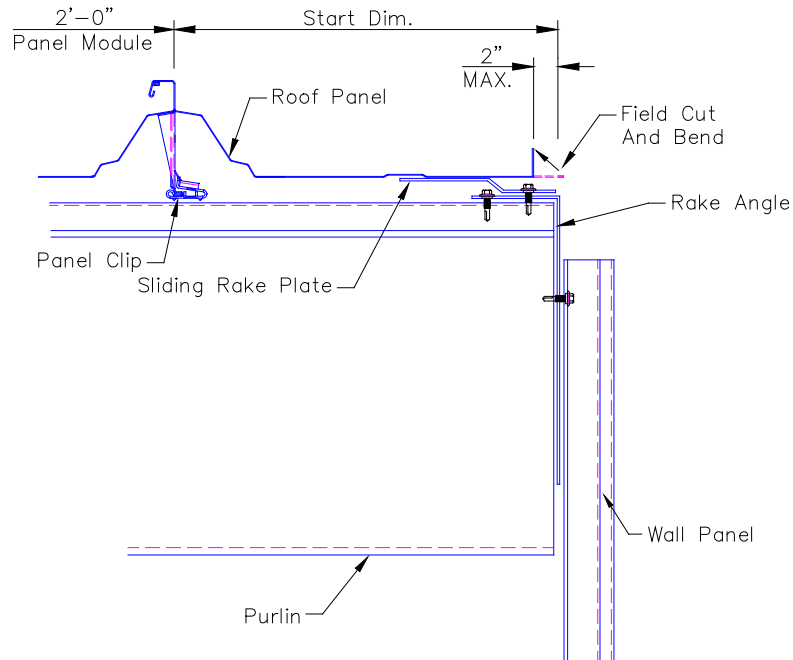 2'-0"
Panel Module
Start Dim.
2"
MAX.
Roof Panel
Field Cut
And Bend
Rake Angle
Panel Clip
Sliding Rake Plate
Wall Panel
Purlin